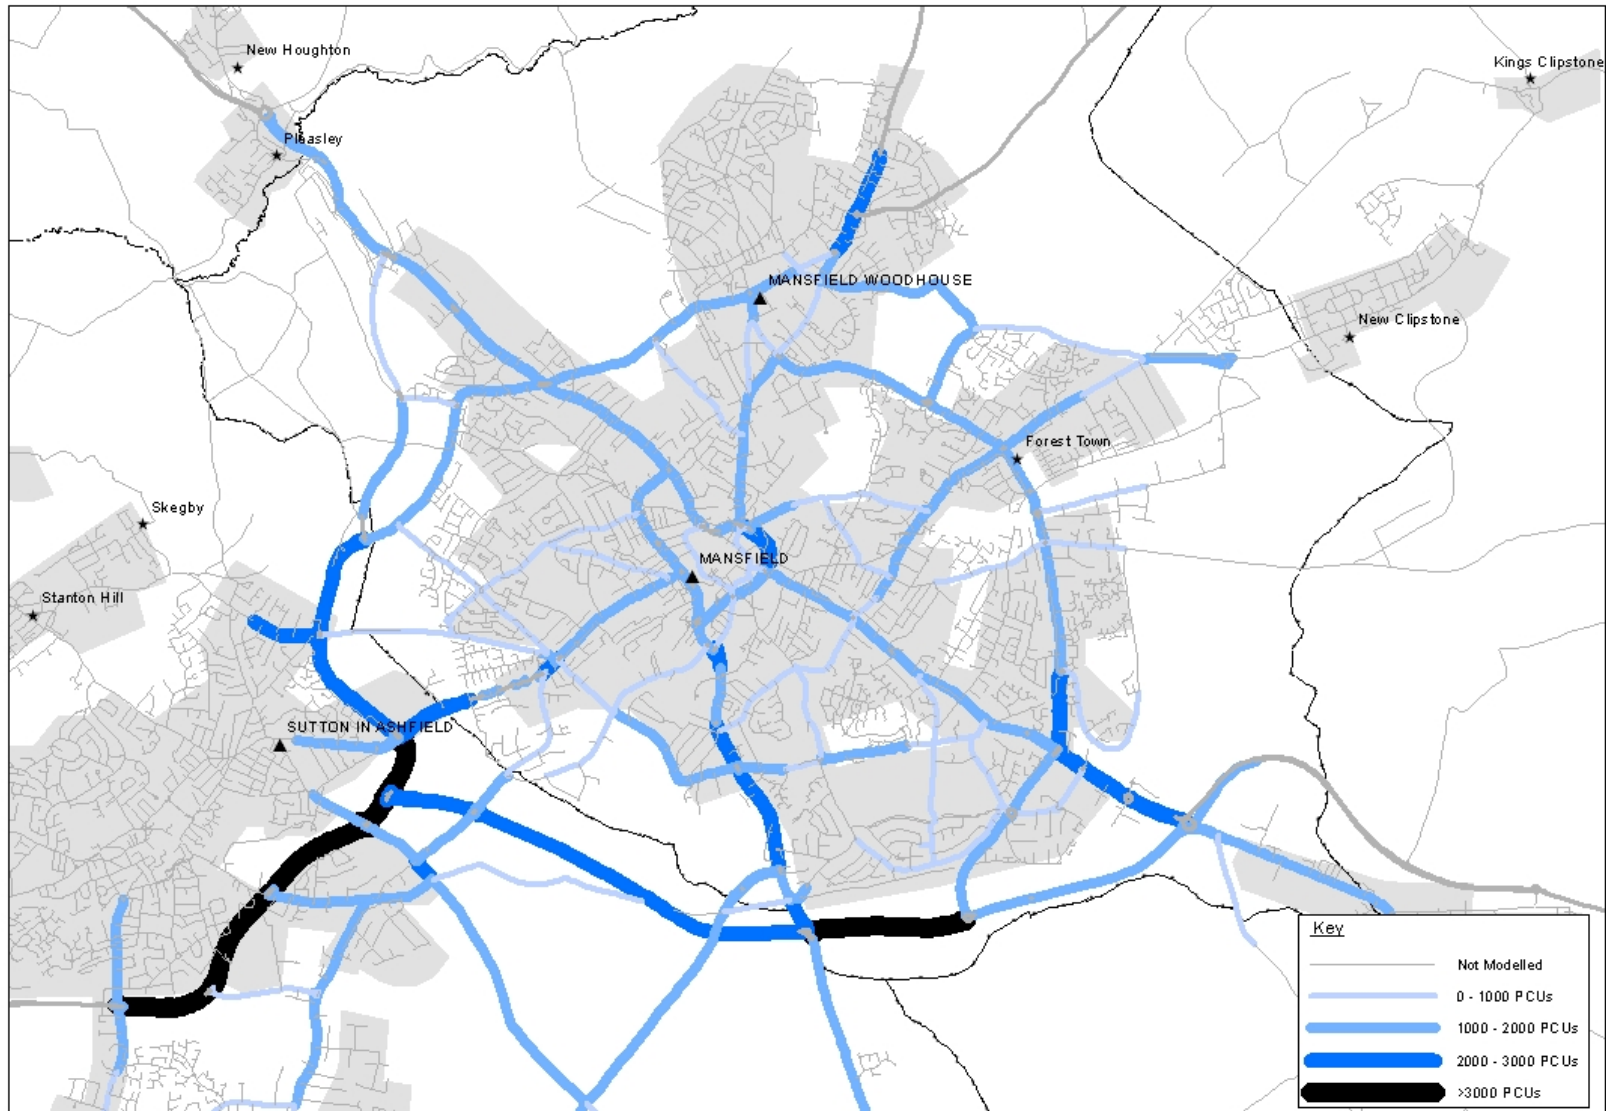 New Houghton
Kings Clipstone
Pleasley
MANSFIELD WOODHOUSE
New Clipstone
Forest Town
Skegby
MANSFIELD
Stanton Hill
SUTTON IN ASHFIELD
Key
Not Modelled
0 - 1000 PCUs
1000 - 2000 PCUs
2000 - 3000 PCUs
>3000 PCUs